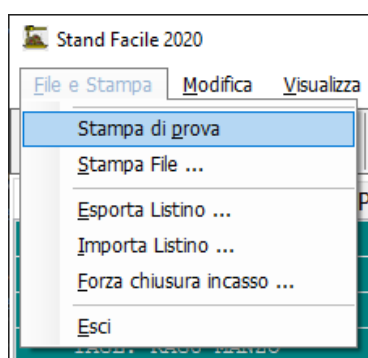 Stand Facile 2020
File e Stampa Modifica Visualizza
Stampa di prova
Stampa File ...
Esporta Listino ...
Importa Listino ...
Forza chiusura incasso ...
Esci